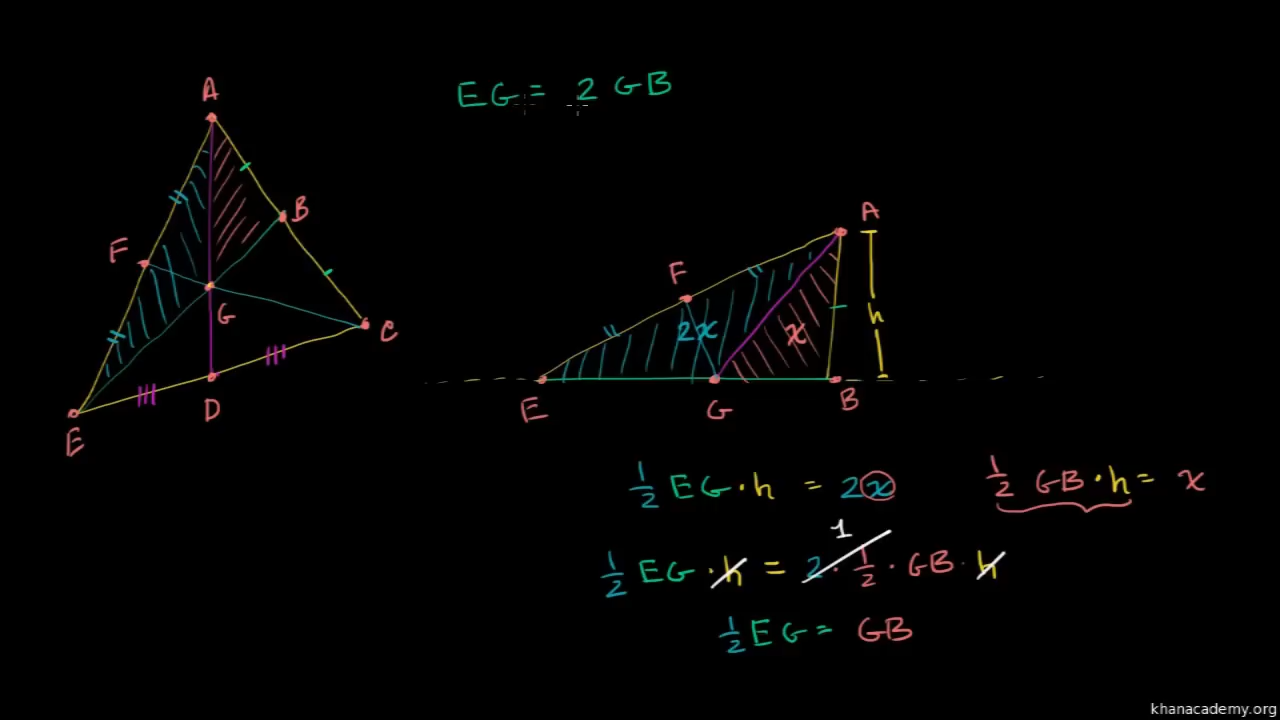 EG = 2 GB
A
B
F
G
C
D
E
A
F
h
2x
x
E
G
B
1/2 EG · h = 2x
1/2 GB · h = x
1
1/2 EG · h = 2 · 1/2 · GB · h
1/2 EG = GB
khanacademy.org